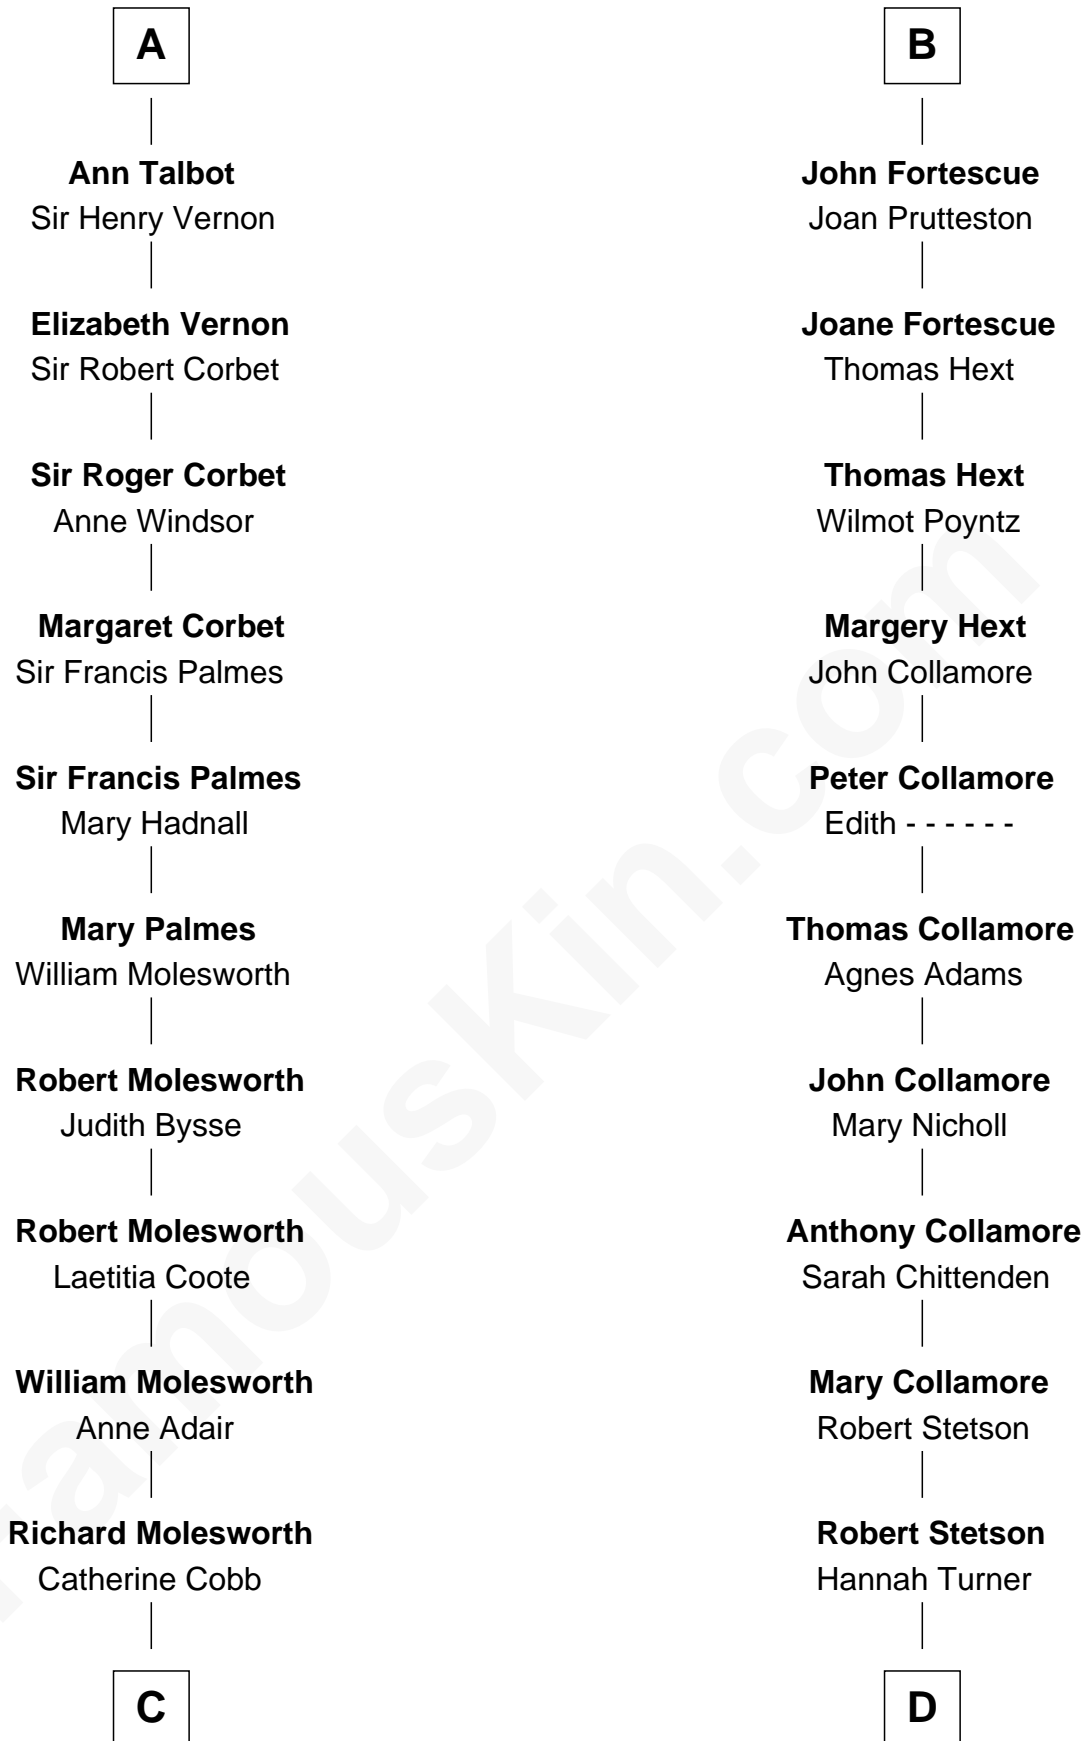 A
Ann Talbot
Sir Henry Vernon
Elizabeth Vernon
Sir Robert Corbet
Sir Roger Corbet
Anne Windsor
Margaret Corbet
Sir Francis Palmes
Sir Francis Palmes
Mary Hadnall
Mary Palmes
William Molesworth
Robert Molesworth
Judith Bysse
Robert Molesworth
Laetitia Coote
William Molesworth
Anne Adair
Richard Molesworth
Catherine Cobb
C
B
John Fortescue
Joan Prutteston
Joane Fortescue
Thomas Hext
Thomas Hext
Wilmot Poyntz
Margery Hext
John Collamore
Peter Collamore
Edith - - - - - -
Thomas Collamore
Agnes Adams
John Collamore
Mary Nicholl
Anthony Collamore
Sarah Chittenden
Mary Collamore
Robert Stetson
Robert Stetson
Hannah Turner
D
FamousKin.com